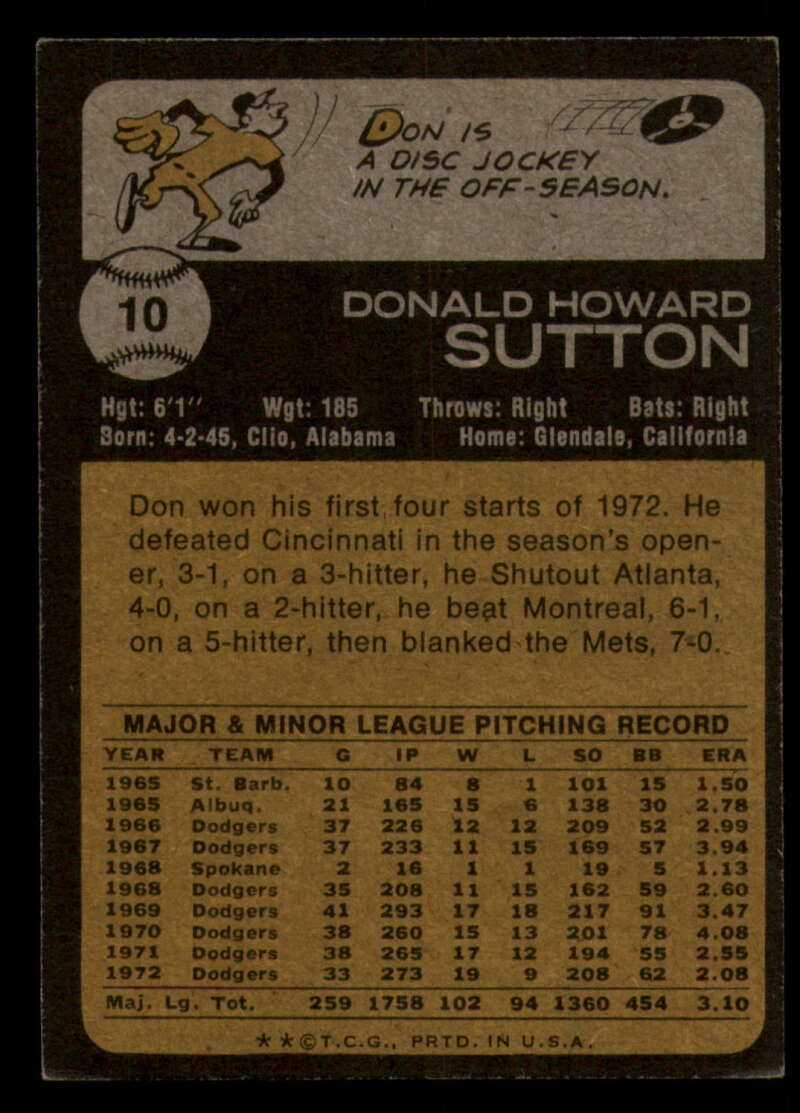 DON IS
A DISC JOCKEY
IN THE OFF-SEASON.
10
DONALD HOWARD
SUTTON
Hgt: 6'1" Wgt: 185 Throws: Right Bats: Right
Born: 4-2-45, Clio, Alabama Home: Glendale, California
Don won his first four starts of 1972. He
defeated Cincinnati in the season's open-
er, 3-1, on a 3-hitter, he Shutout Atlanta,
4-0, on a 2-hitter, he beat Montreal, 6-1,
on a 5-hitter, then blanked the Mets, 7-0.
MAJOR & MINOR LEAGUE PITCHING RECORD
YEAR TEAM G IP W L SO BB ERA
1965 St. Barb. 10 84 8 1 101 15 1.50
1965 Albuq. 21 165 15 6 138 30 2.78
1966 Dodgers 37 226 12 12 209 52 2.99
1967 Dodgers 37 233 11 15 169 57 3.94
1968 Spokane 2 16 1 1 19 5 1.13
1968 Dodgers 35 208 11 15 162 59 2.60
1969 Dodgers 41 293 17 18 217 91 3.47
1970 Dodgers 38 260 15 13 201 78 4.08
1971 Dodgers 38 265 17 12 194 55 2.55
1972 Dodgers 33 273 19 9 208 62 2.08
Maj. Lg. Tot. 259 1758 102 94 1360 454 3.10
★ ★ © T.C.G., PRTD. IN U.S.A.